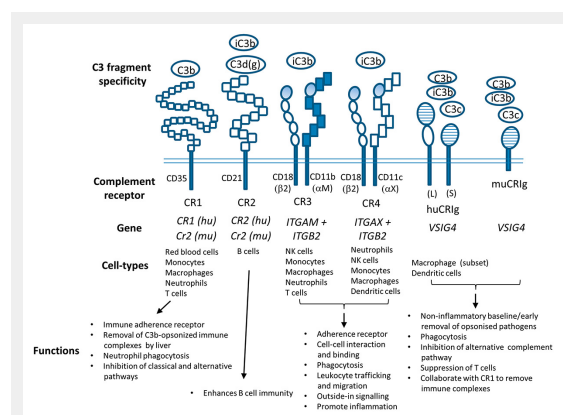 C3 fragment
specificity
C3b
iC3b
C3d(g)
iC3b
iC3b
C3b
iC3b
C3c
C3b
iC3b
C3c
Complement
receptor
CD35
CD21
CD18
(β2)
CD11b
(αM)
CD18
(β2)
CD11c
(αX)
(L)
(S)
CR1
CR2
CR3
CR4
huCRIg
muCRIg
Gene
CR1 (hu)
Cr2 (mu)
CR2 (hu)
Cr2 (mu)
ITGAM +
ITGB2
ITGAX +
ITGB2
VSIG4
VSIG4
Cell-types
Red blood cells
Monocytes
Macrophages
Neutrophils
T cells
B cells
NK cells
Monocytes
Macrophages
Neutrophils
T cells
Neutrophils
NK cells
Monocytes
Macrophages
Dendritic cells
Macrophage (subset)
Dendritic cells
Functions
• Immune adherence receptor
• Removal of C3b-opsonized immune
complexes by liver
• Neutrophil phagocytosis
• Inhibition of classical and alternative
pathways
• Enhances B cell immunity
• Adherence receptor
• Cell-cell interaction
and binding
• Phagocytosis
• Leukocyte trafficking
and migration
• Outside-in signalling
• Promote inflammation
• Non-inflammatory baseline/early
removal of opsonised pathogens
• Phagocytosis
• Inhibition of alternative complement
pathway
• Suppression of T cells
• Collaborate with CR1 to remove
immune complexes